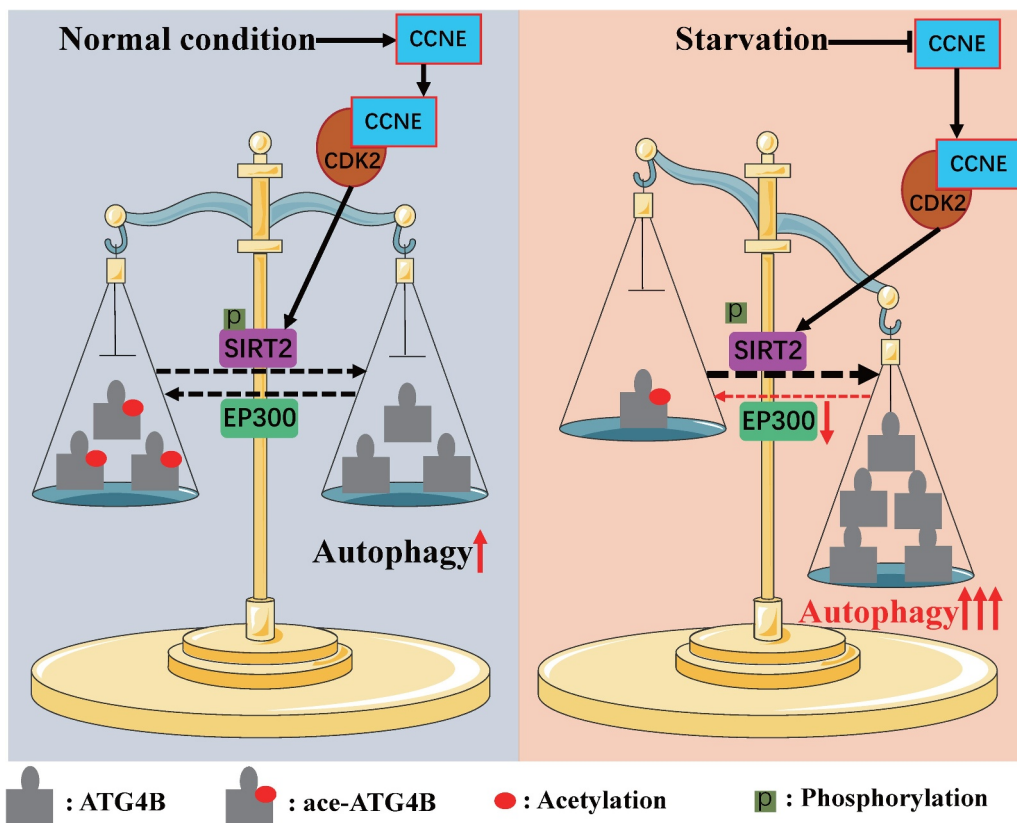 Normal condition
CCNE
CCNE
CDK2
p
SIRT2
EP300
Autophagy
Starvation
CCNE
CCNE
CDK2
p
SIRT2
EP300
Autophagy
: ATG4B
: ace-ATG4B
: Acetylation
p : Phosphorylation